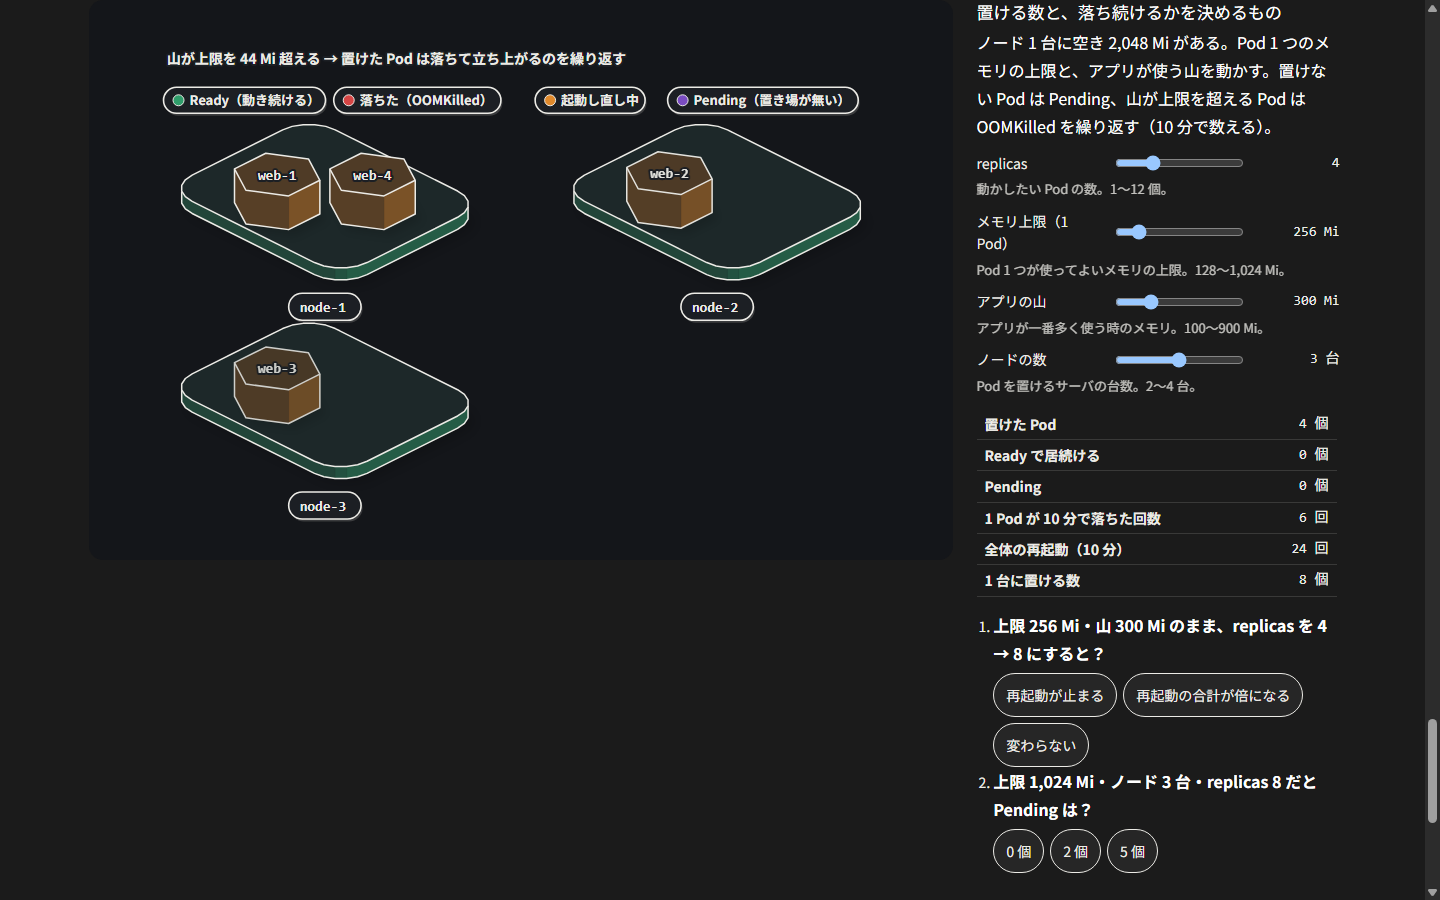 山が上限を 44 Mi 超える → 置けた Pod は落ちて立ち上がるのを繰り返す
Ready（動き続ける）
落ちた（OOMKilled）
起動し直し中
Pending（置き場が無い）
web-1
web-4
web-2
node-1
node-2
web-3
node-3
置ける数と、落ち続けるかを決めるもの
ノード 1 台に空き 2,048 Mi がある。Pod 1 つのメ
モリの上限と、アプリが使う山を動かす。置けな
い Pod は Pending、山が上限を超える Pod は
OOMKilled を繰り返す（10 分で数える）。
replicas 4
動かしたい Pod の数。1〜12 個。
メモリ上限（1
Pod） 256 Mi
Pod 1 つが使ってよいメモリの上限。128〜1,024 Mi。
アプリの山 300 Mi
アプリが一番多く使う時のメモリ。100〜900 Mi。
ノードの数 3 台
Pod を置けるサーバの台数。2〜4 台。
置けた Pod 4 個
Ready で居続ける 0 個
Pending 0 個
1 Pod が 10 分で落ちた回数 6 回
全体の再起動（10 分） 24 回
1 台に置ける数 8 個
1. 上限 256 Mi・山 300 Mi のまま、replicas を 4
→ 8 にすると？
再起動が止まる
再起動の合計が倍になる
変わらない
2. 上限 1,024 Mi・ノード 3 台・replicas 8 だと
Pending は？
0 個
2 個
5 個